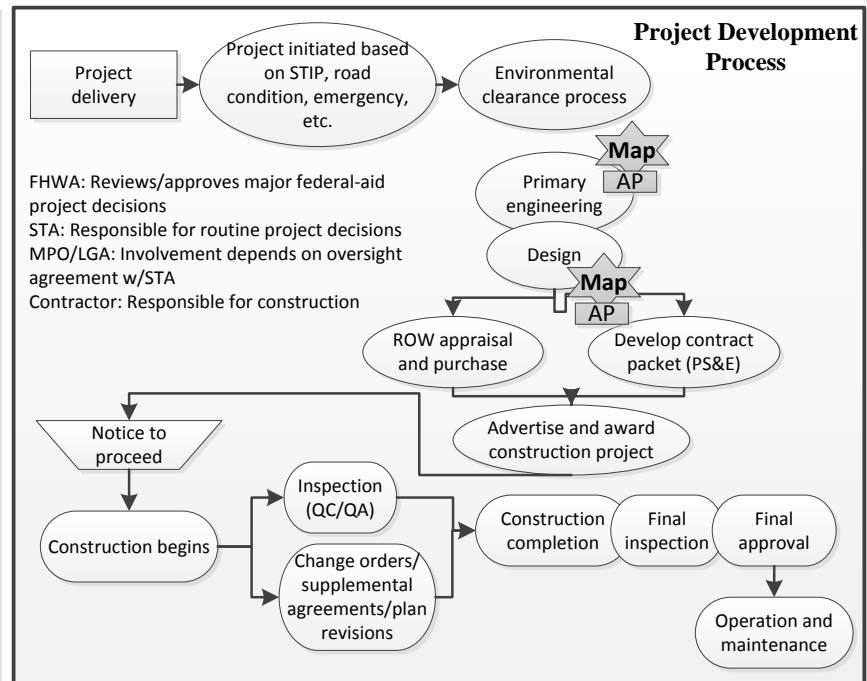 Project Development
Process
Project
delivery
Project initiated based
on STIP, road
condition, emergency,
etc.
Environmental
clearance process
Map
AP
Primary
engineering
FHWA: Reviews/approves major federal-aid
project decisions
STA: Responsible for routine project decisions
MPO/LGA: Involvement depends on oversight
agreement w/STA
Contractor: Responsible for construction
Design
Map
AP
ROW appraisal
and purchase
Develop contract
packet (PS&E)
Advertise and award
construction project
Notice to
proceed
Construction begins
Inspection
(QC/QA)
Change orders/
supplemental
agreements/plan
revisions
Construction
completion
Final
inspection
Final
approval
Operation and
maintenance